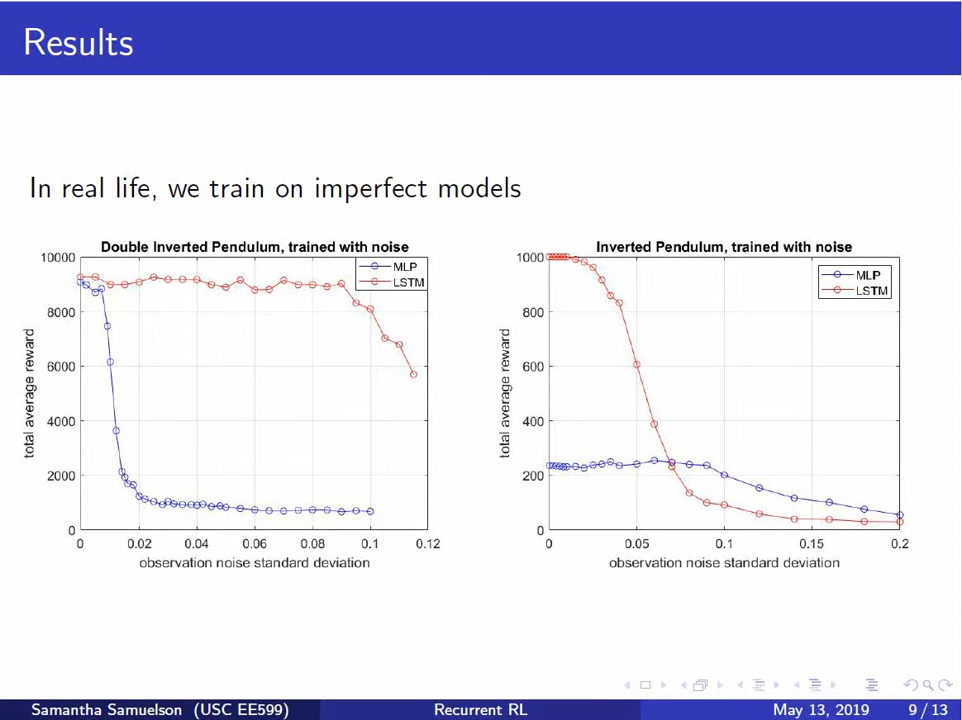 Results
In real life, we train on imperfect models
Double Inverted Pendulum, trained with noise
10000
8000
6000
4000
2000
0
total average reward
MLP
LSTM
0 0.02 0.04 0.06 0.08 0.1 0.12
observation noise standard deviation
Inverted Pendulum, trained with noise
1000
800
600
400
200
0
total average reward
MLP
LSTM
0 0.05 0.1 0.15 0.2
observation noise standard deviation
Samantha Samuelson (USC EE599) Recurrent RL May 13, 2019 9 / 13